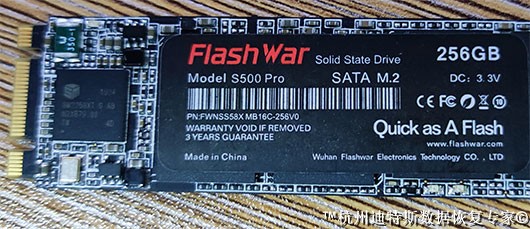 FlashWar Solid State Drive 256GB
Model S500 Pro SATA M.2 DC: 3.3V
PN:FWNSS58X MB16C-256V0
WARRANTY VOID IF REMOVED
3 YEARS GUARANTEE
Quick as A Flash
www.flashwar.com
Made in China Wuhan Flashwar Electronics Technology CO., LTD
™杭州迪特斯数据恢复专家©